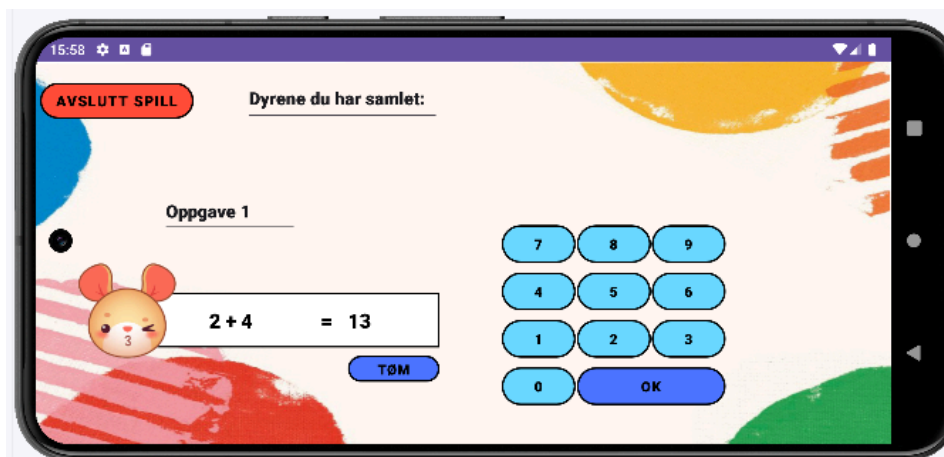 15:58
AVSLUTT SPILL
Dyrene du har samlet:
Oppgave 1
2 + 4 = 13
TØM
7 8 9
4 5 6
1 2 3
0 OK